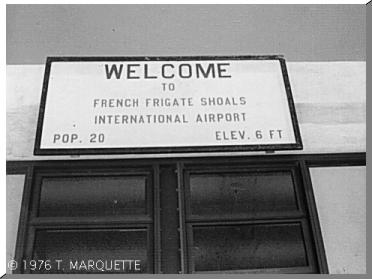 WELCOME
TO
FRENCH FRIGATE SHOALS
INTERNATIONAL AIRPORT
POP. 20 ELEV. 6 FT
© 1976 T. MARQUETTE